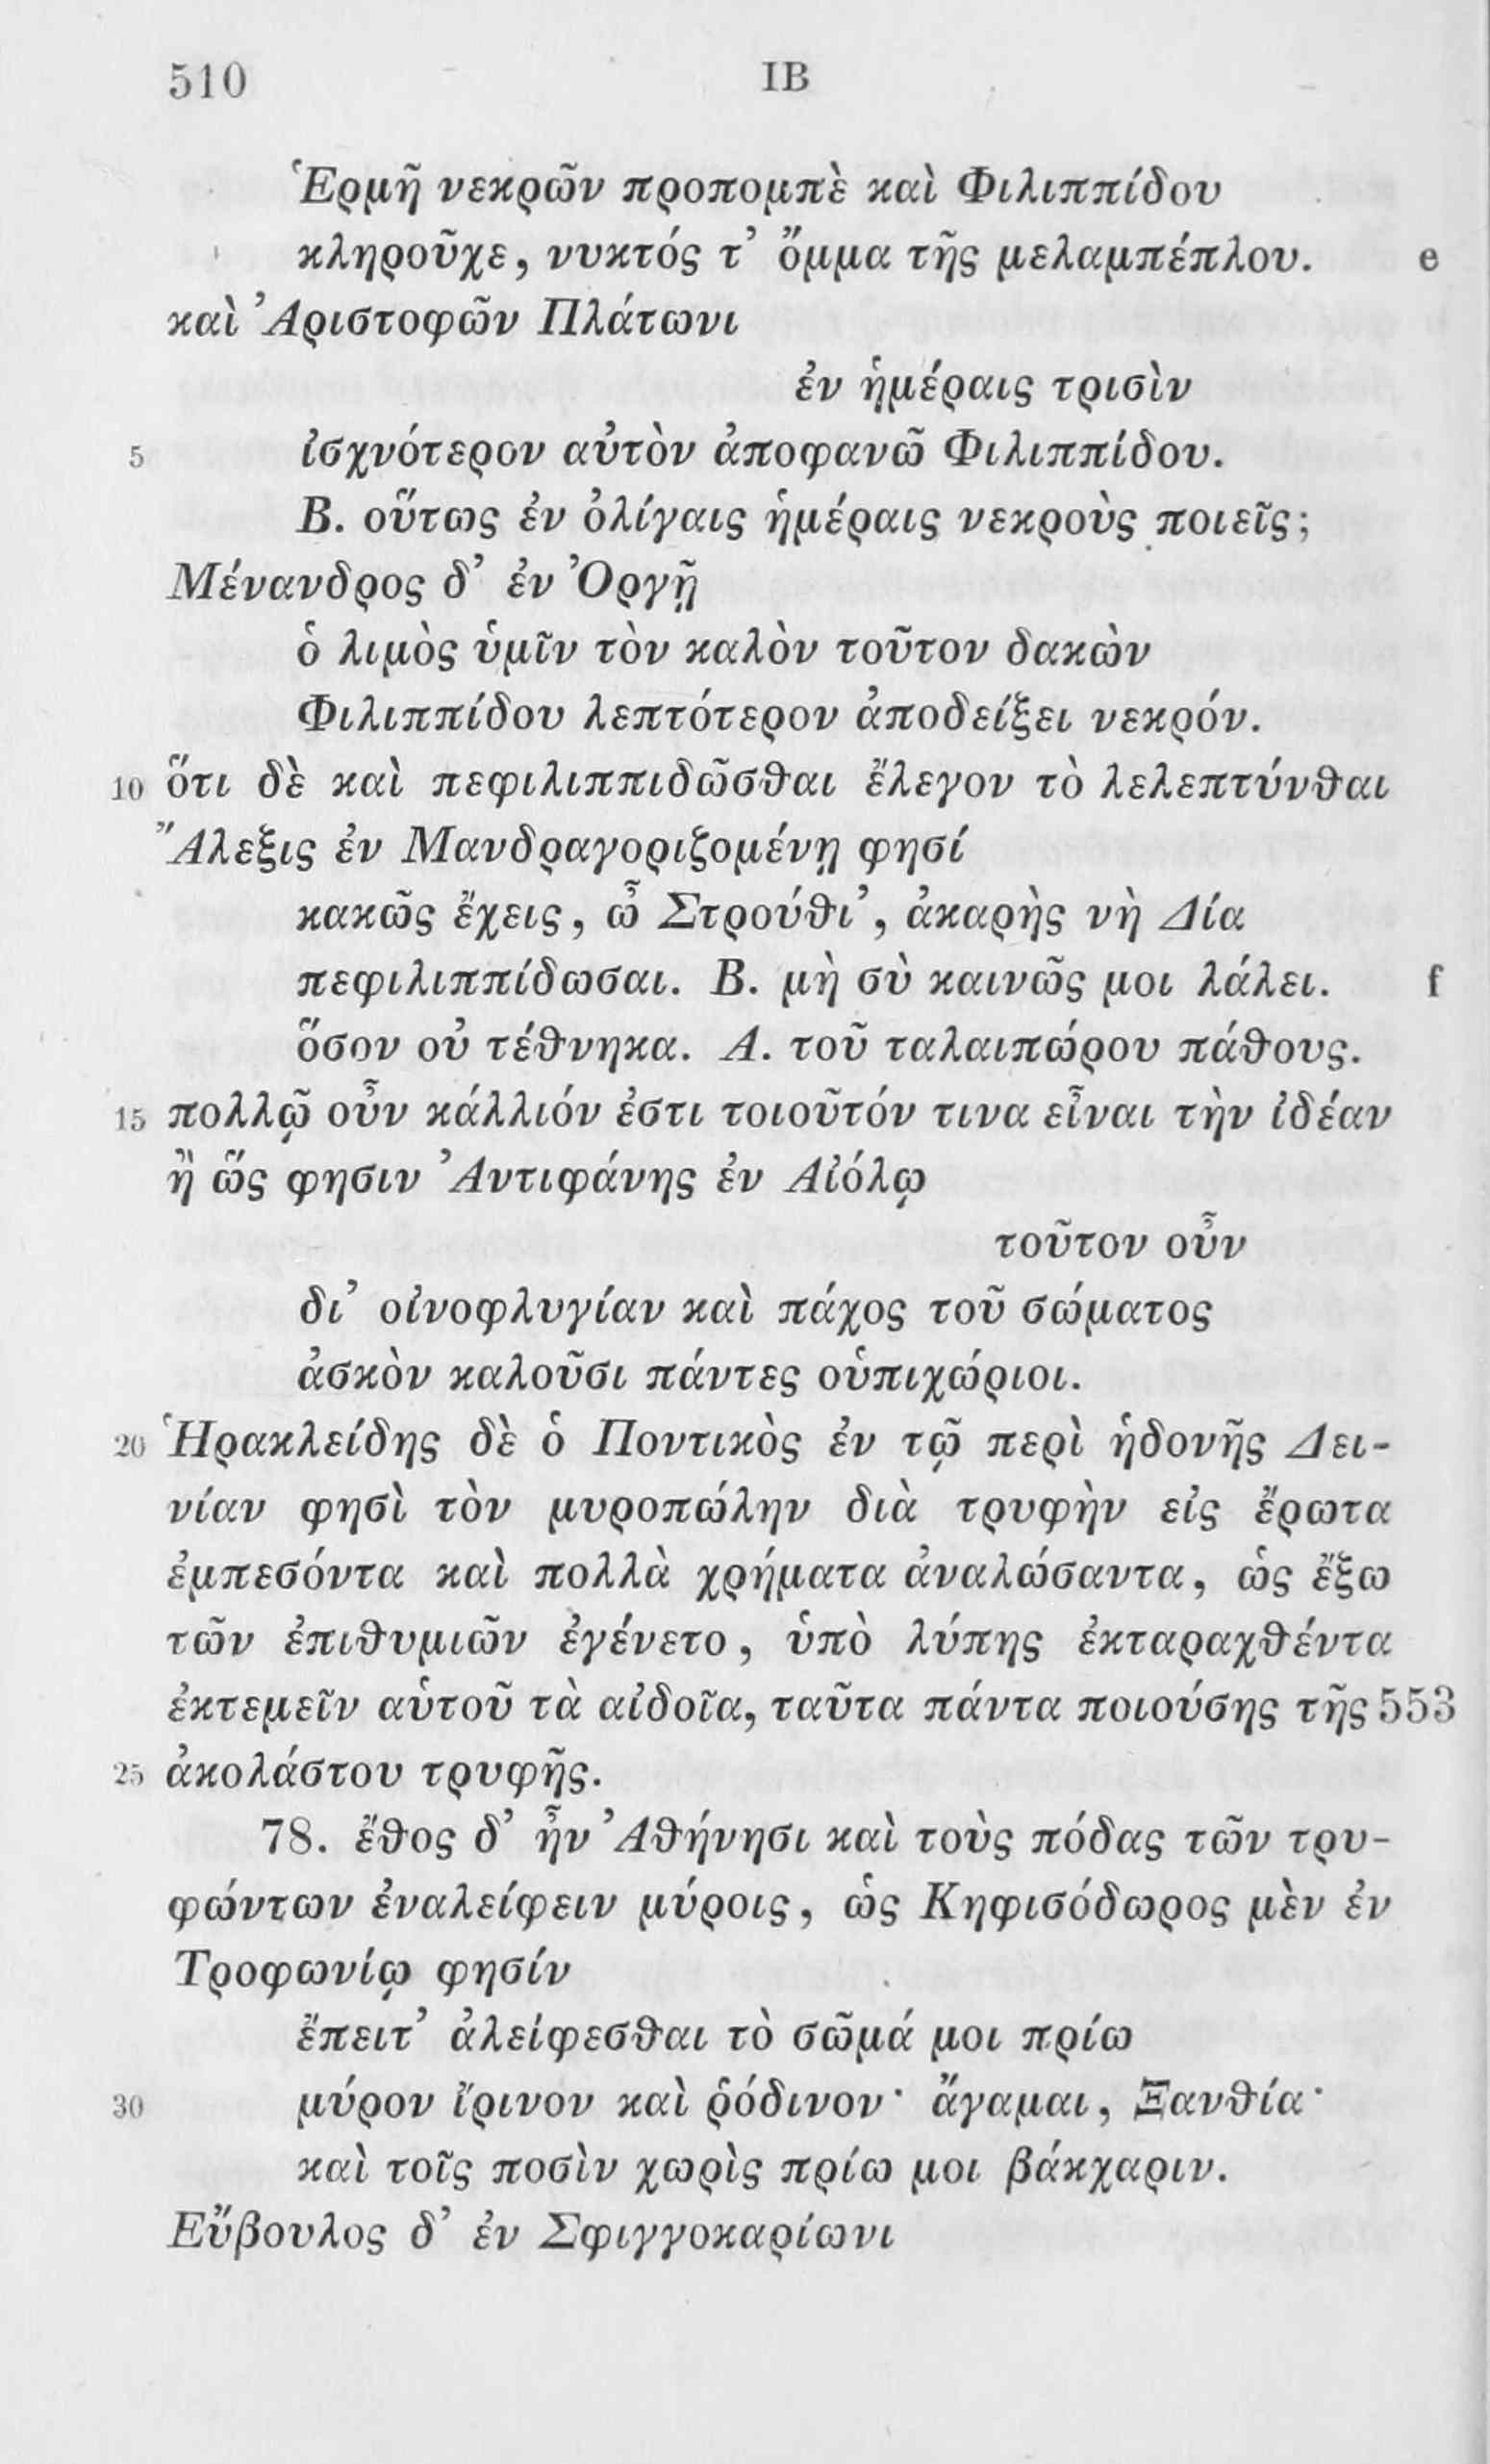 510 ΙΒ
Ἑρμῆ νεκρῶν προπομπὲ καὶ Φιλιππίδου
κληροῦχε, νυκτός τ’ ὄμμα τῆς μελαμπέπλου. e
καὶ Ἀριστοφῶν Πλάτωνι
ἐν ἡμέραις τρισὶν
5 ἰσχνότερον αὐτὸν ἀποφανῶ Φιλιππίδου.
Β. οὕτως ἐν ὀλίγαις ἡμέραις νεκροὺς ποιεῖς;
Μένανδρος δ’ ἐν Ὀργῇ
ὁ λιμὸς ὑμῖν τὸν καλὸν τοῦτον δακὼν
Φιλιππίδου λεπτότερον ἀποδείξει νεκρόν.
10 ὅτι δὲ καὶ πεφιλιππιδῶσθαι ἔλεγον τὸ λελεπτύνθαι
Ἄλεξις ἐν Μανδραγοριζομένῃ φησί
κακῶς ἔχεις, ὦ Στρούθι’, ἀκαρὴς νὴ Δία
πεφιλιππίδωσαι. Β. μὴ σὺ καινῶς μοι λάλει. f
ὅσον οὐ τέθνηκα. Α. τοῦ ταλαιπώρου πάθους.
15 πολλῷ οὖν κάλλιόν ἐστι τοιοῦτόν τινα εἶναι τὴν ἰδέαν
ἢ ὥς φησιν Ἀντιφάνης ἐν Αἰόλῳ
τοῦτον οὖν
δι’ οἰνοφλυγίαν καὶ πάχος τοῦ σώματος
ἀσκὸν καλοῦσι πάντες οὑπιχώριοι.
20 Ἡρακλείδης δὲ ὁ Ποντικὸς ἐν τῷ περὶ ἡδονῆς Δει-
νίαν φησὶ τὸν μυροπώλην διὰ τρυφὴν εἰς ἔρωτα
ἐμπεσόντα καὶ πολλὰ χρήματα ἀναλώσαντα, ὡς ἔξω
τῶν ἐπιθυμιῶν ἐγένετο, ὑπὸ λύπης ἐκταραχθέντα
ἐκτεμεῖν αὑτοῦ τὰ αἰδοῖα, ταῦτα πάντα ποιούσης τῆς 553
25 ἀκολάστου τρυφῆς.
78. ἔθος δ’ ἦν Ἀθήνησι καὶ τοὺς πόδας τῶν τρυ-
φώντων ἐναλείφειν μύροις, ὡς Κηφισόδωρος μὲν ἐν
Τροφωνίῳ φησίν
ἔπειτ’ ἀλείφεσθαι τὸ σῶμά μοι πρίω
30 μύρον ἴρινον καὶ ῥόδινον· ἄγαμαι, Ξανθία·
καὶ τοῖς ποσὶν χωρὶς πρίω μοι βάκχαριν.
Εὔβουλος δ’ ἐν Σφιγγοκαρίωνι